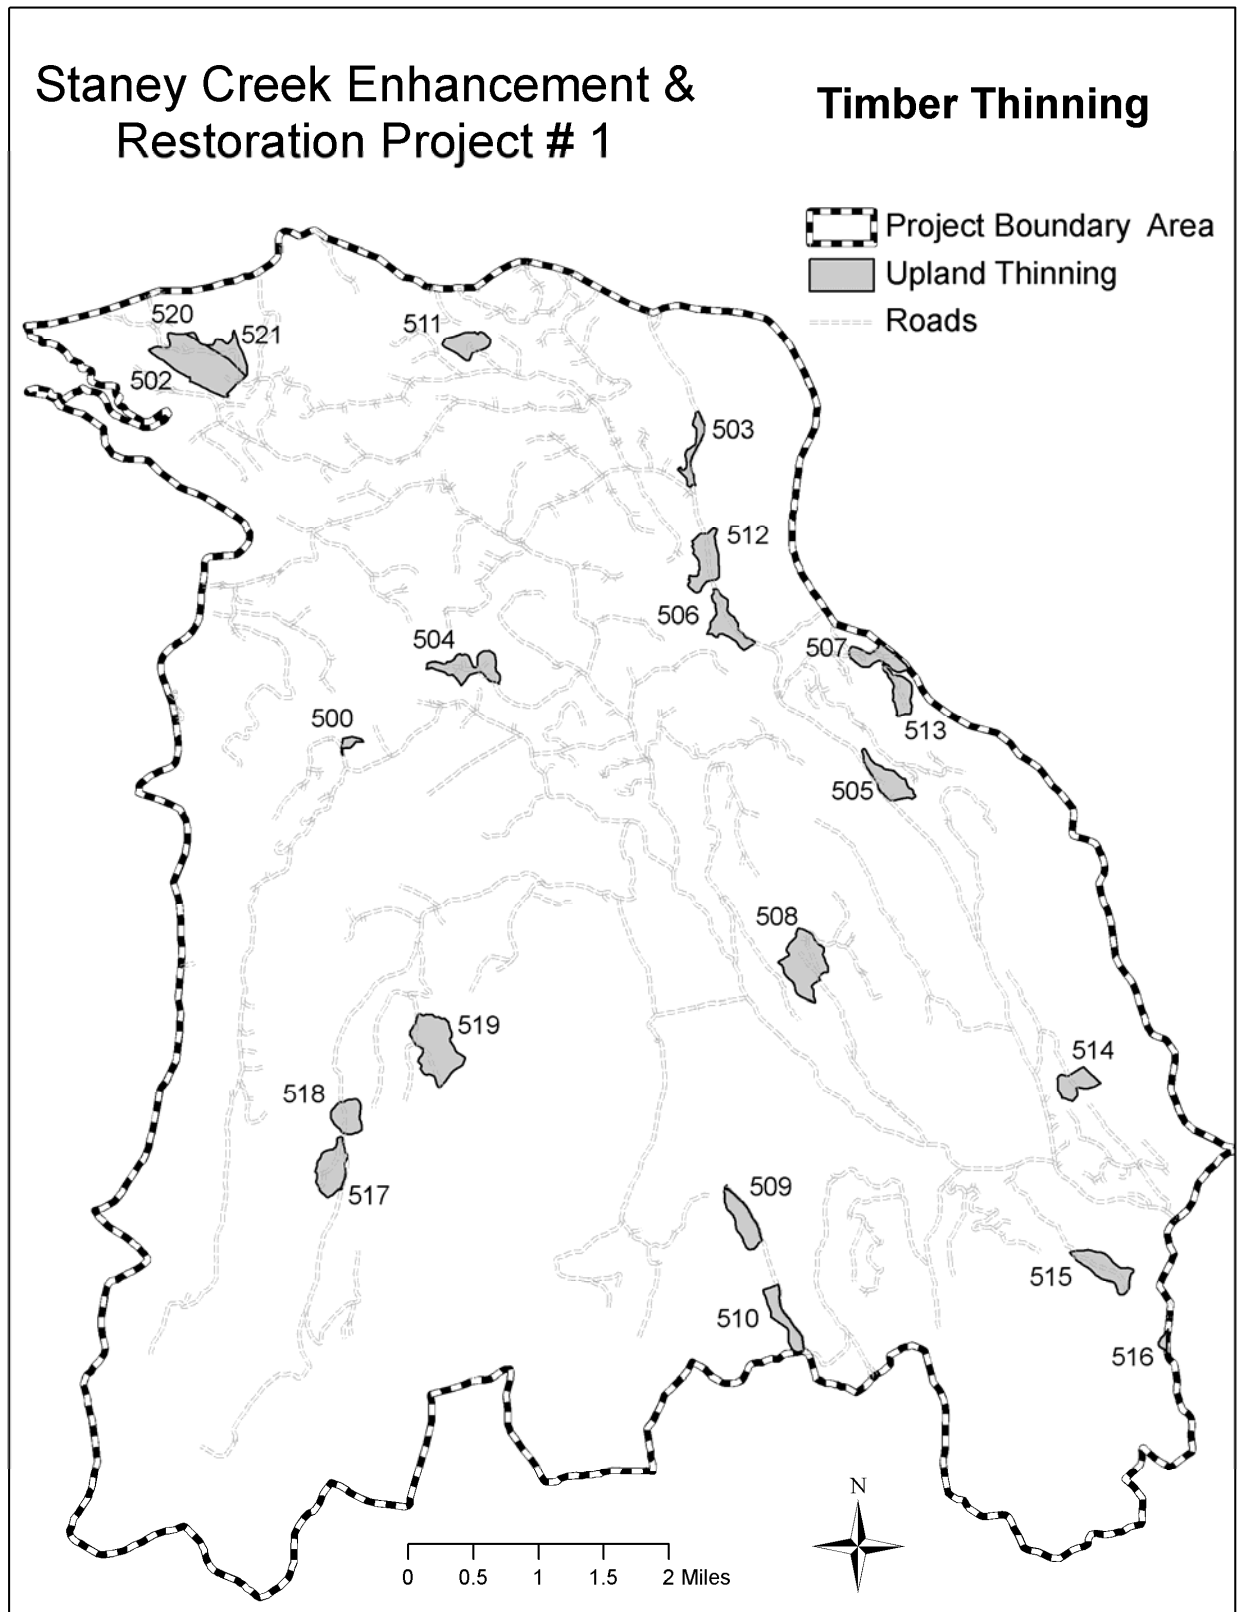 Staney Creek Enhancement &
Restoration Project # 1
Timber Thinning
Project Boundary Area
Upland Thinning
Roads
520
521
502
511
503
512
506
504
507
513
500
505
508
519
514
518
517
509
515
510
516
N
0 0.5 1 1.5 2 Miles